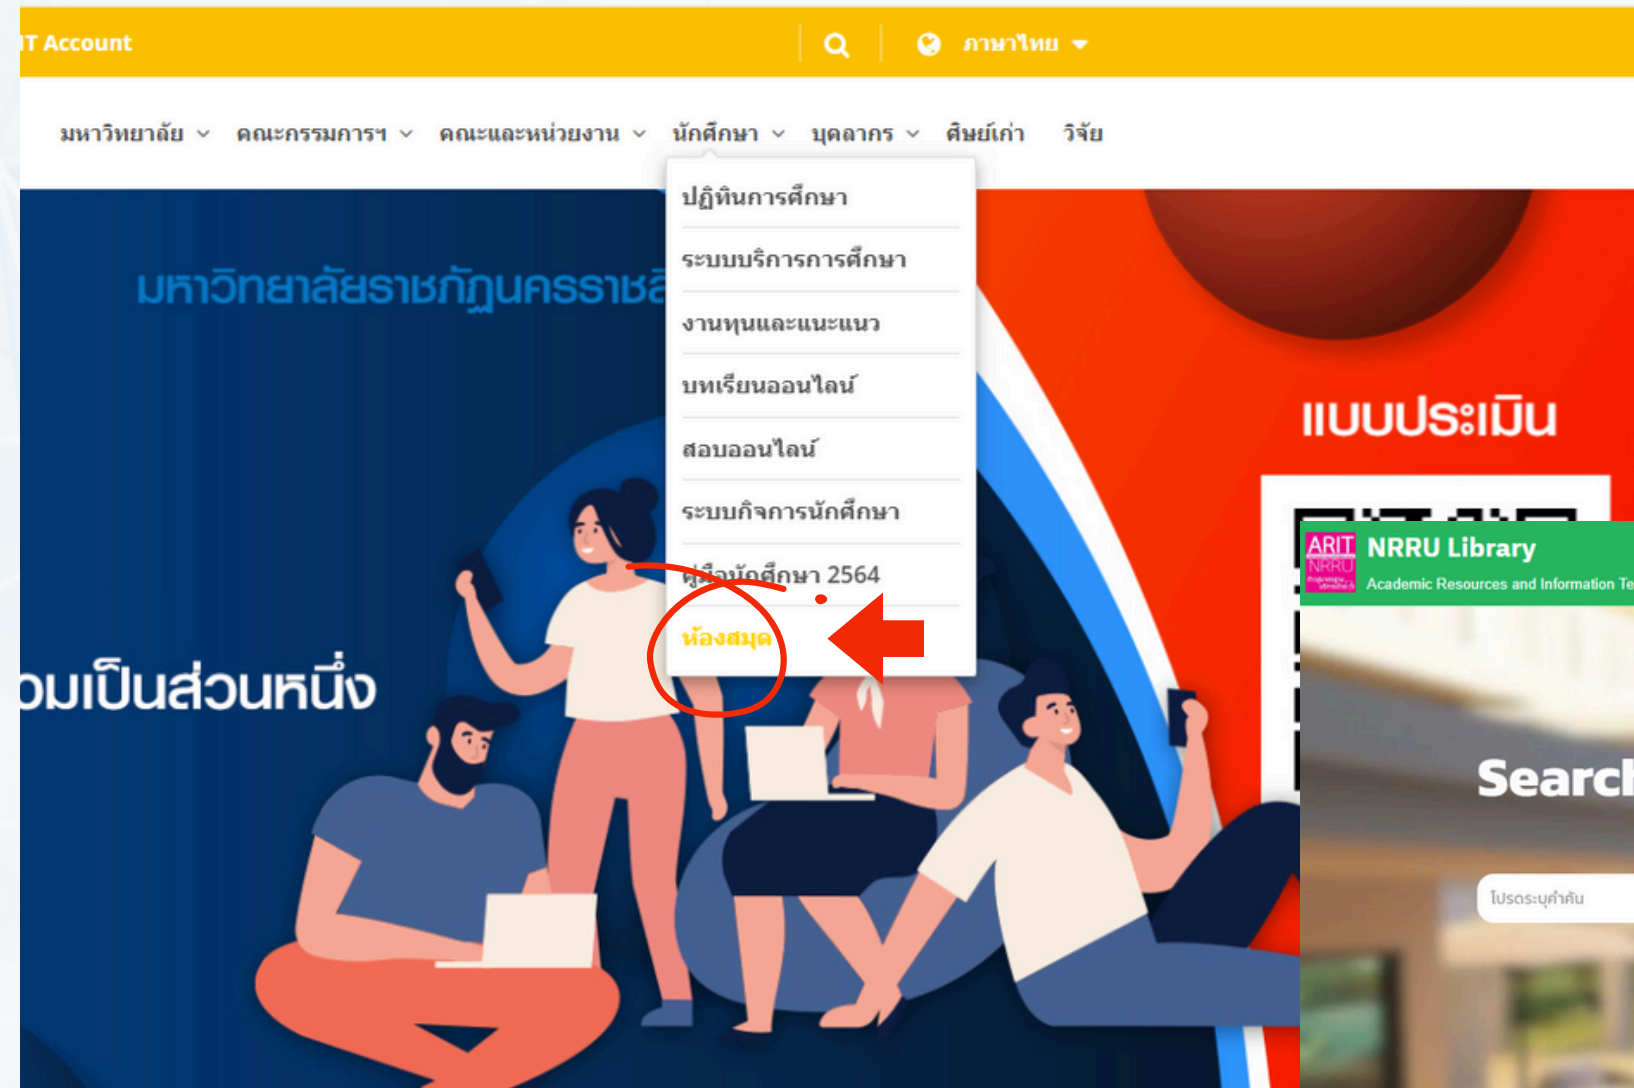 IT Account
ภาษาไทย
มหาวิทยาลัย คณะกรรมการฯ คณะและหน่วยงาน นักศึกษา บุคลากร ศิษย์เก่า วิจัย
ปฏิทินการศึกษา
ระบบบริการการศึกษา
งานทุนและแนะแนว
บทเรียนออนไลน์
สอบออนไลน์
ระบบกิจการนักศึกษา
คู่มือนักศึกษา 2564
ห้องสมุด
มหาวิทยาลัยราชภัฏนครราชสี
วมเป็นส่วนหนึ่ง
แบบประเมิน
ARIT
NRRU
NRRU Library
Academic Resources and Information Te
Search
โปรดระบุคำค้น